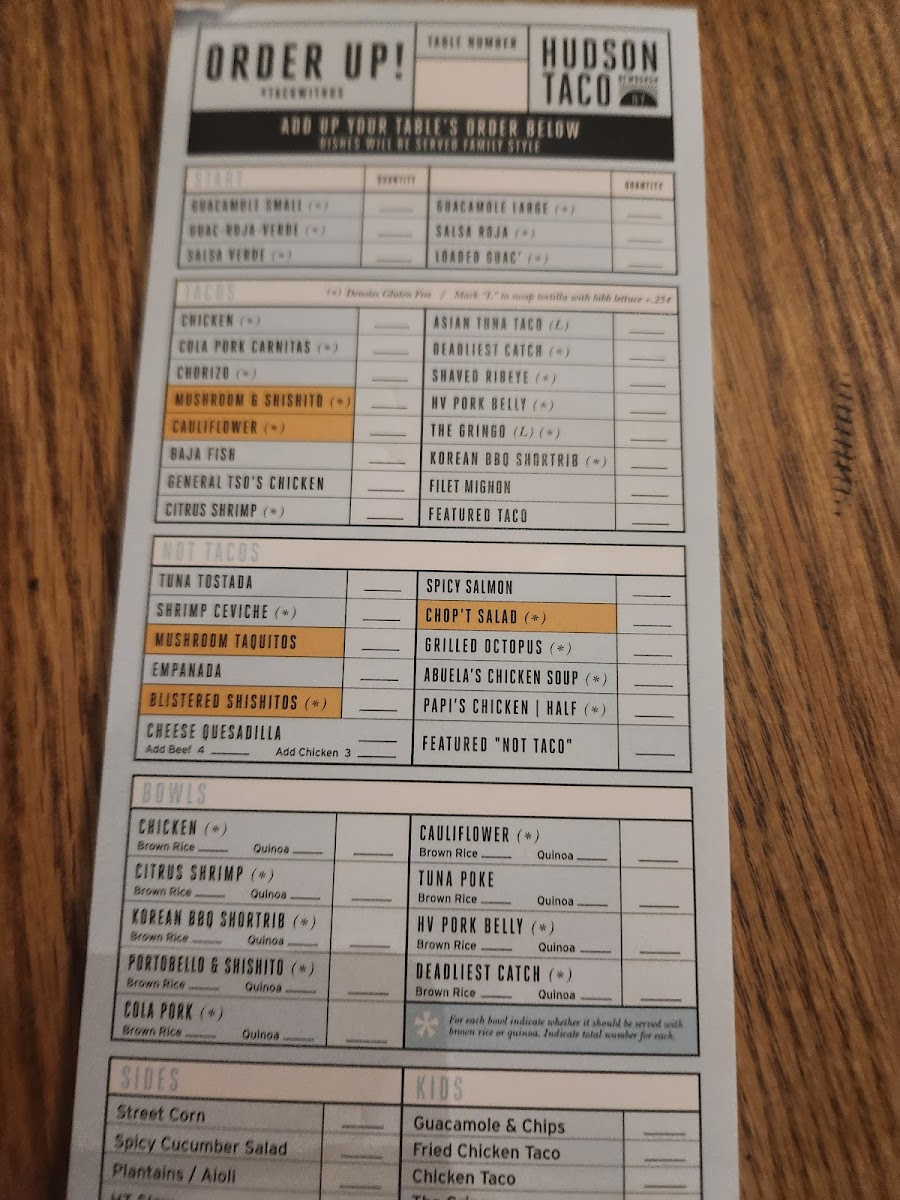 ORDER UP!
#TACOWITHUS
TABLE NUMBER
HUDSON
TACO
NEWBURGH
NY
ADD UP YOUR TABLE'S ORDER BELOW
DISHES WILL BE SERVED FAMILY STYLE
START
QUANTITY
QUANTITY
GUACAMOLE SMALL (*)
GUACAMOLE LARGE (*)
GUAC ROJA VERDE (*)
SALSA ROJA (*)
SALSA VERDE (*)
LOADED GUAC' (*)
TACOS
(*) Denotes Gluten Free / Mark "L" to swap tortilla with bibb lettuce +.25¢
CHICKEN (*)
ASIAN TUNA TACO (L)
COLA PORK CARNITAS (*)
DEADLIEST CATCH (*)
CHORIZO (*)
SHAVED RIBEYE (*)
MUSHROOM & SHISHITO (*)
HV PORK BELLY (*)
CAULIFLOWER (*)
THE GRINGO (L) (*)
BAJA FISH
KOREAN BBQ SHORTRIB (*)
GENERAL TSO'S CHICKEN
FILET MIGNON
CITRUS SHRIMP (*)
FEATURED TACO
NOT TACOS
TUNA TOSTADA
SPICY SALMON
SHRIMP CEVICHE (*)
CHOP'T SALAD (*)
MUSHROOM TAQUITOS
GRILLED OCTOPUS (*)
EMPANADA
ABUELA'S CHICKEN SOUP (*)
BLISTERED SHISHITOS (*)
PAPI'S CHICKEN | HALF (*)
CHEESE QUESADILLA
Add Beef 4 Add Chicken 3
FEATURED "NOT TACO"
BOWLS
CHICKEN (*)
Brown Rice Quinoa
CAULIFLOWER (*)
Brown Rice Quinoa
CITRUS SHRIMP (*)
Brown Rice Quinoa
TUNA POKE
Brown Rice Quinoa
KOREAN BBQ SHORTRIB (*)
Brown Rice Quinoa
HV PORK BELLY (*)
Brown Rice Quinoa
PORTOBELLO & SHISHITO (*)
Brown Rice Quinoa
DEADLIEST CATCH (*)
Brown Rice Quinoa
COLA PORK (*)
Brown Rice Quinoa
For each bowl indicate whether it should be served with
brown rice or quinoa. Indicate total number for each.
SIDES
KIDS
Street Corn
Guacamole & Chips
Spicy Cucumber Salad
Fried Chicken Taco
Plantains / Aioli
Chicken Taco